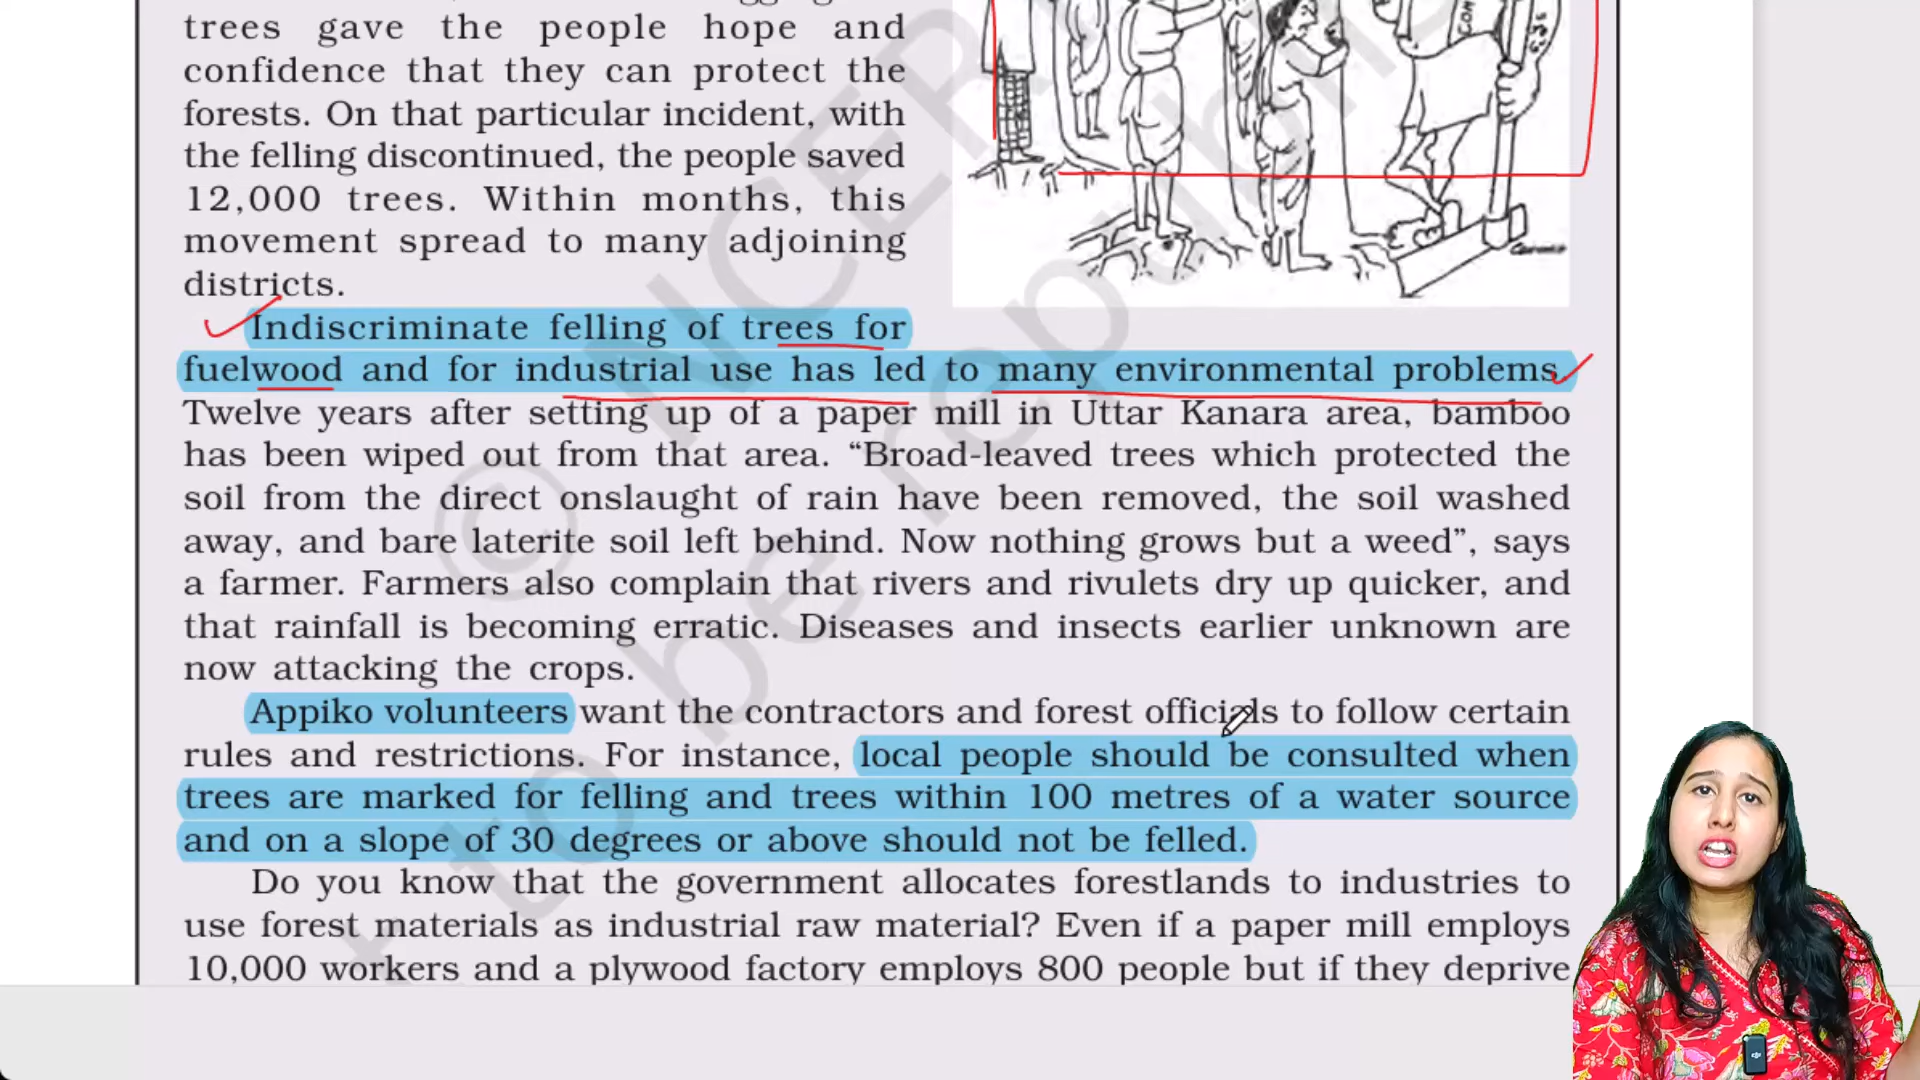 trees gave the people hope and
confidence that they can protect the
forests. On that particular incident, with
the felling discontinued, the people saved
12,000 trees. Within months, this
movement spread to many adjoining
districts.
Indiscriminate felling of trees for
fuelwood and for industrial use has led to many environmental problems.
Twelve years after setting up of a paper mill in Uttar Kanara area, bamboo
has been wiped out from that area. “Broad-leaved trees which protected the
soil from the direct onslaught of rain have been removed, the soil washed
away, and bare laterite soil left behind. Now nothing grows but a weed”, says
a farmer. Farmers also complain that rivers and rivulets dry up quicker, and
that rainfall is becoming erratic. Diseases and insects earlier unknown are
now attacking the crops.
Appiko volunteers want the contractors and forest officials to follow certain
rules and restrictions. For instance, local people should be consulted when
trees are marked for felling and trees within 100 metres of a water source
and on a slope of 30 degrees or above should not be felled.
Do you know that the government allocates forestlands to industries to
use forest materials as industrial raw material? Even if a paper mill employs
10,000 workers and a plywood factory employs 800 people but if they deprive
© NCER
to be republis